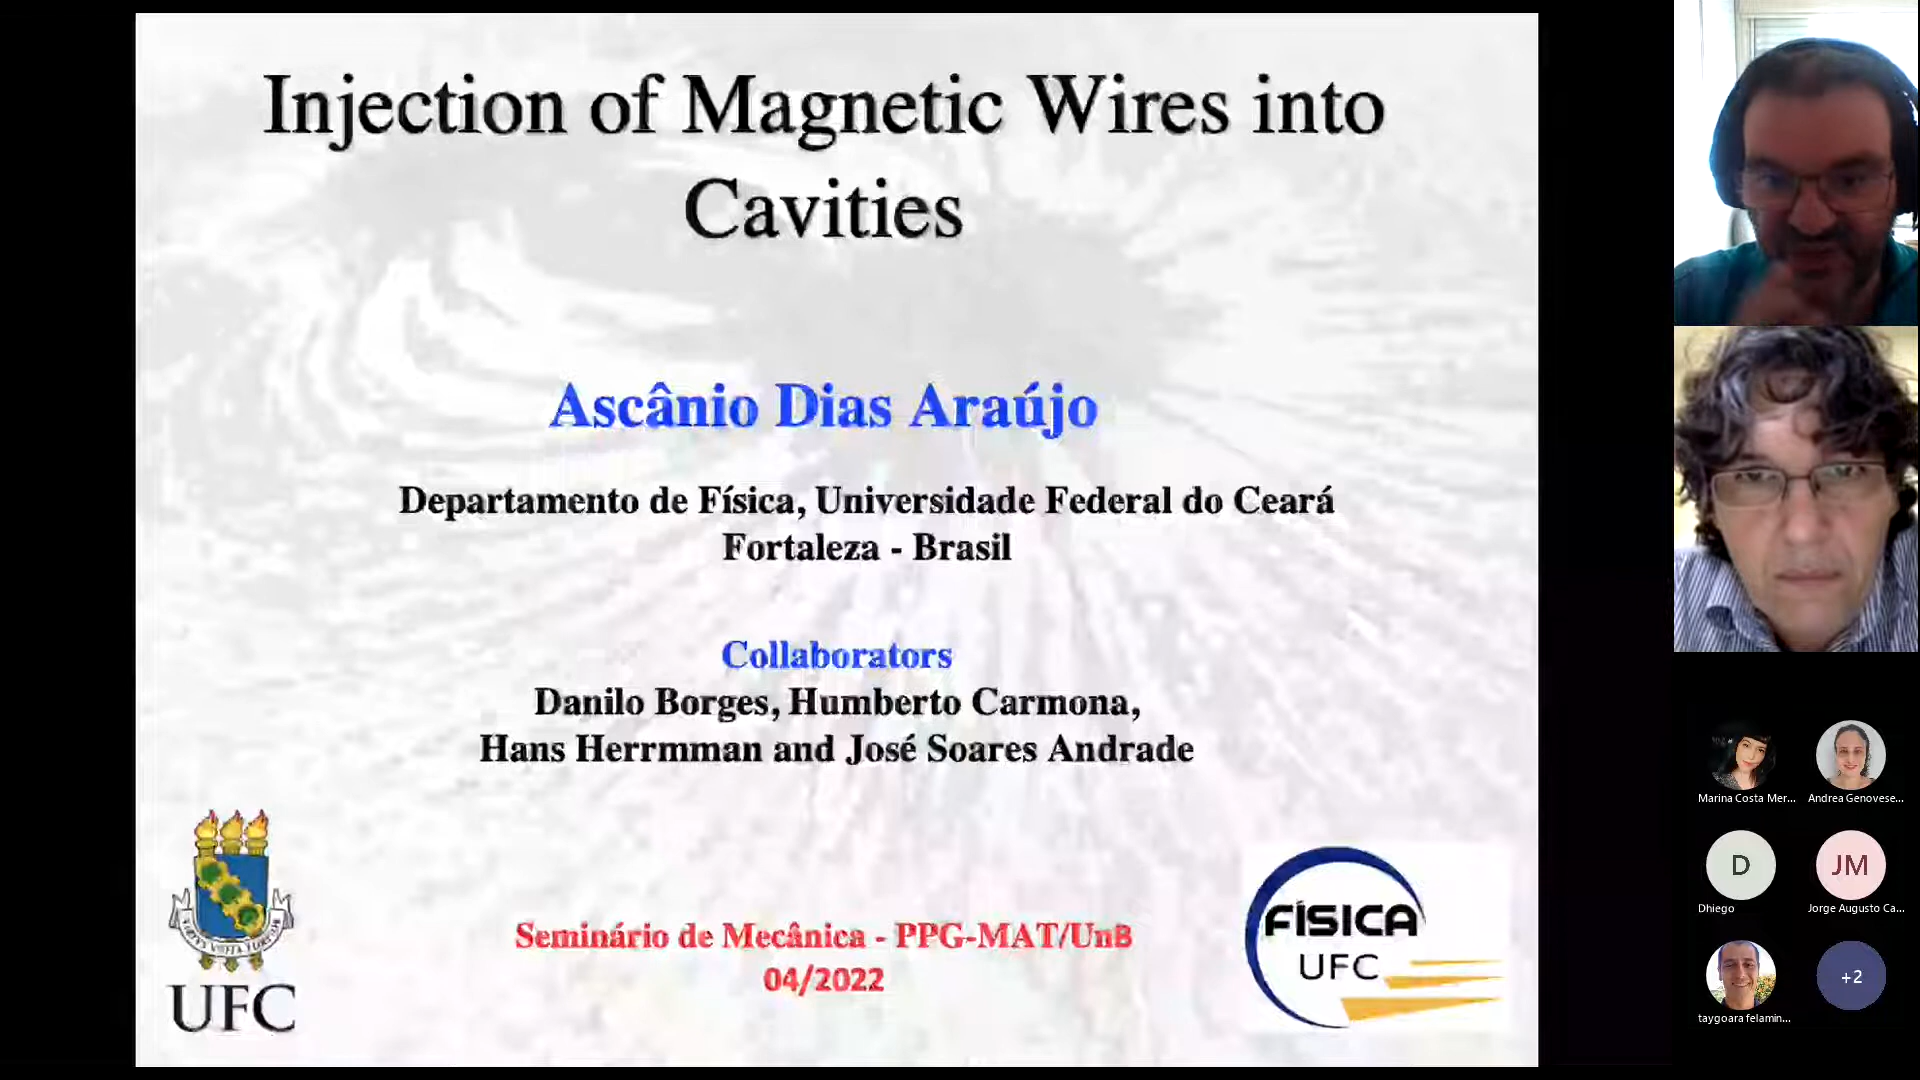 Injection of Magnetic Wires into
Cavities
Ascânio Dias Araújo
Departamento de Física, Universidade Federal do Ceará
Fortaleza - Brasil
Collaborators
Danilo Borges, Humberto Carmona,
Hans Herrmman and José Soares Andrade
Seminário de Mecânica - PPG-MAT/UnB
04/2022
UFC
FÍSICA
UFC
Marina Costa Mer...
Andrea Genovese...
D
JM
Dhiego
Jorge Augusto Ca...
+2
taygoara felamin...